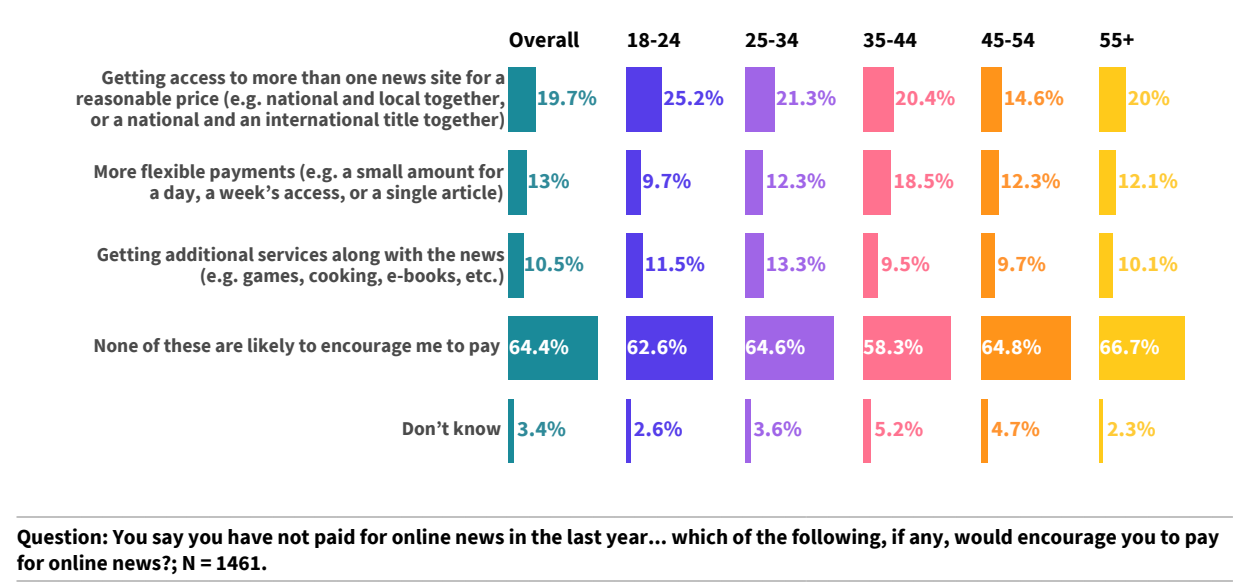 Overall 18-24 25-34 35-44 45-54 55+
Getting access to more than one news site for a
reasonable price (e.g. national and local together,
or a national and an international title together)
19.7% 25.2% 21.3% 20.4% 14.6% 20%
More flexible payments (e.g. a small amount for
a day, a week’s access, or a single article)
13% 9.7% 12.3% 18.5% 12.3% 12.1%
Getting additional services along with the news
(e.g. games, cooking, e-books, etc.)
10.5% 11.5% 13.3% 9.5% 9.7% 10.1%
None of these are likely to encourage me to pay
64.4% 62.6% 64.6% 58.3% 64.8% 66.7%
Don’t know
3.4% 2.6% 3.6% 5.2% 4.7% 2.3%
Question: You say you have not paid for online news in the last year... which of the following, if any, would encourage you to pay
for online news?; N = 1461.